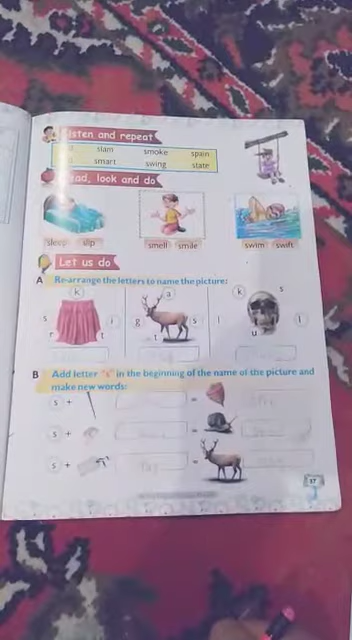 Listen and repeat
slam smoke spain
smart swing state
Read, look and do
sleep slip smell smile swim swift
Let us do
A Re-arrange the letters to name the picture:
k a k s
s i g s l l
r t t u
B Add letter "s" in the beginning of the name of the picture and
make new words:
s + =
s + =
s + =
37